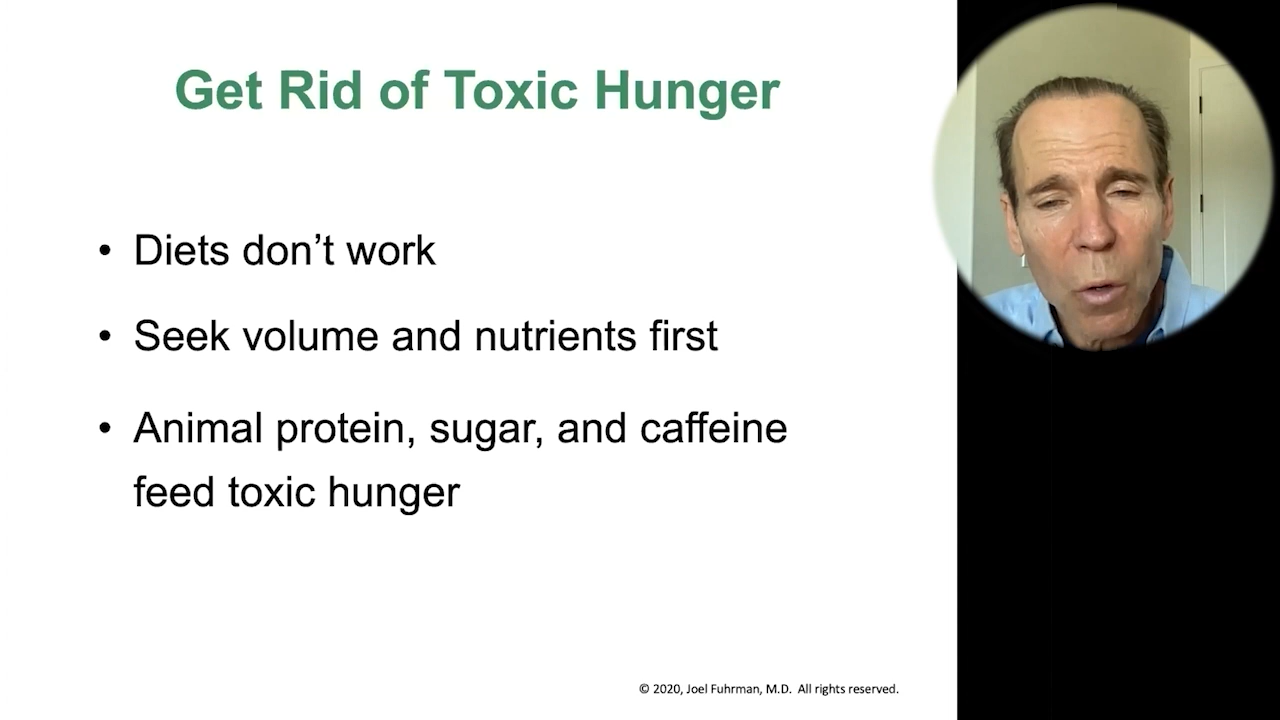 Get Rid of Toxic Hunger
• Diets don’t work
• Seek volume and nutrients first
• Animal protein, sugar, and caffeine
feed toxic hunger
© 2020, Joel Fuhrman, M.D. All rights reserved.